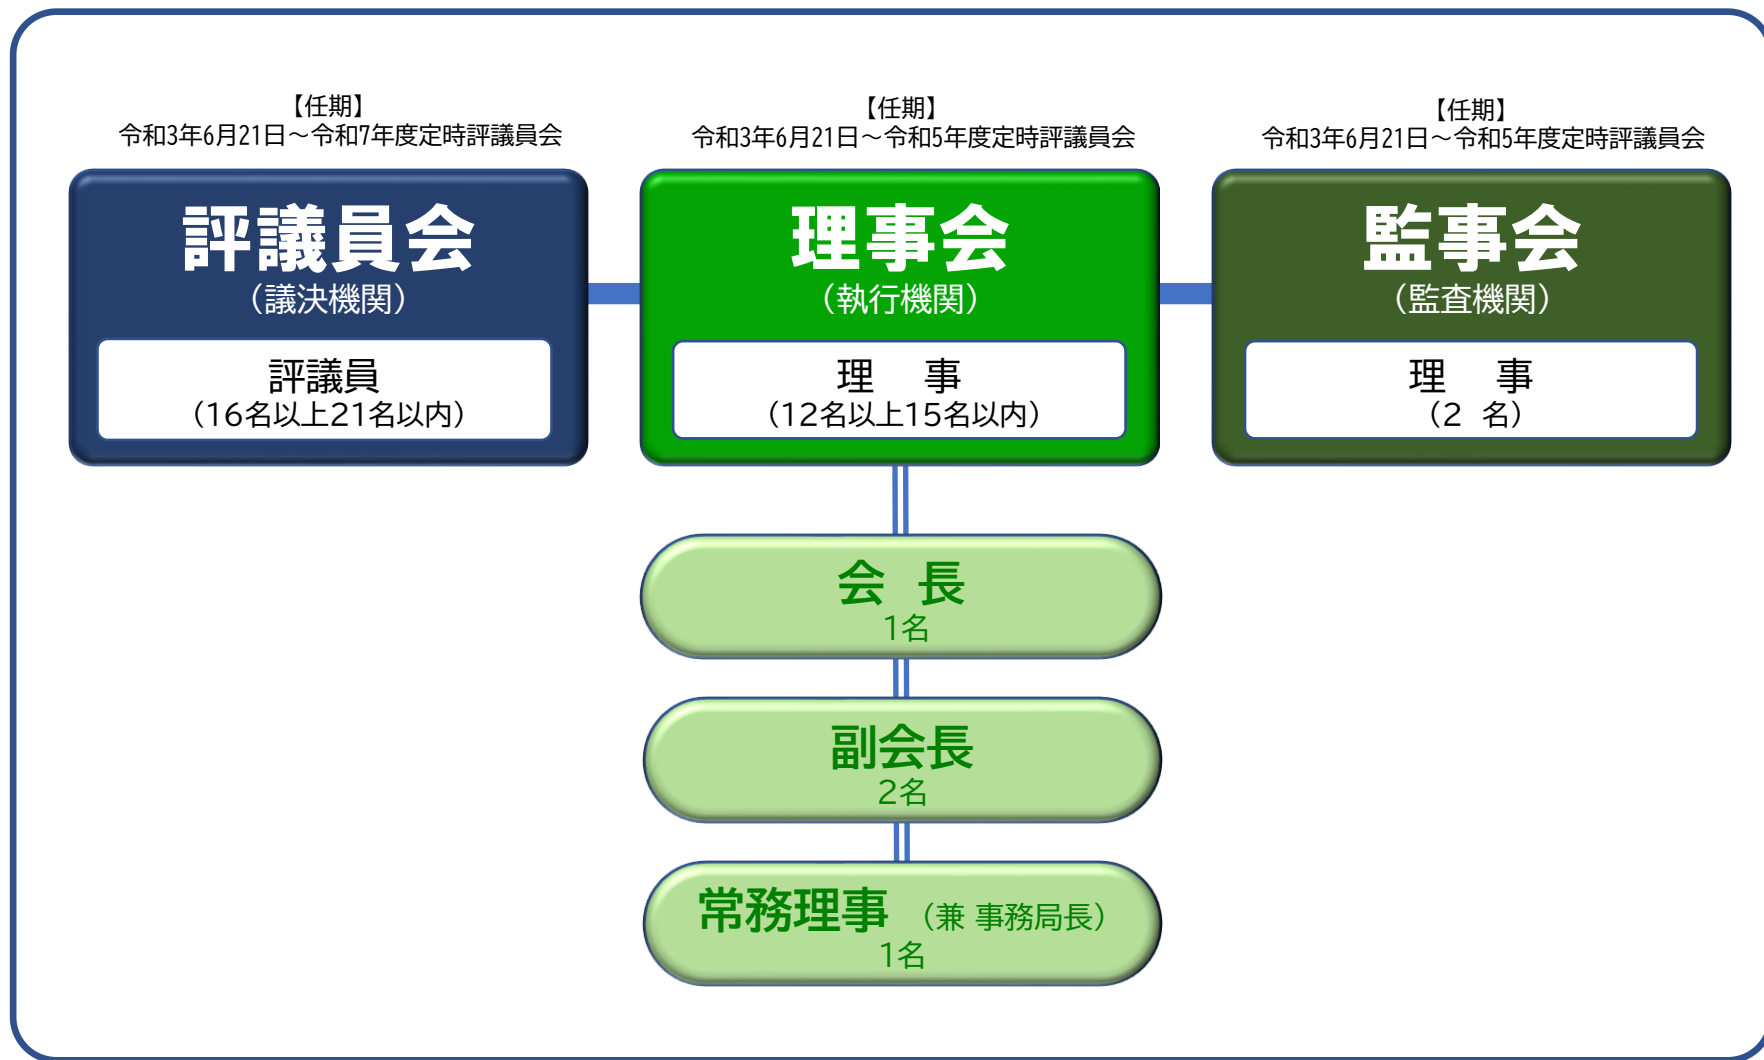 【任期】
令和3年6月21日～令和7年度定時評議員会
評議員会
（議決機関）
評議員
（16名以上21名以内）
【任期】
令和3年6月21日～令和5年度定時評議員会
理事会
（執行機関）
理　事
（12名以上15名以内）
【任期】
令和3年6月21日～令和5年度定時評議員会
監事会
（監査機関）
理　事
（2 名）
会 長
1名
副会長
2名
常務理事 （兼 事務局長）
1名